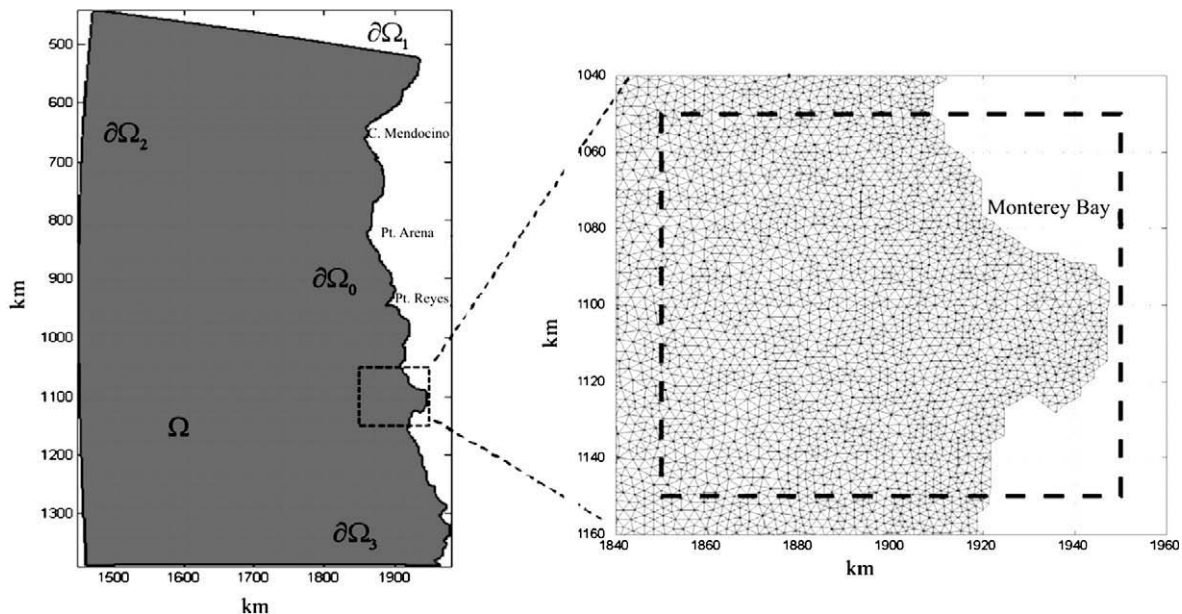 ∂Ω₁
∂Ω₂
C. Mendocino
Pt. Arena
∂Ω₀
Pt. Reyes
Ω
∂Ω₃
500
600
700
800
900
1000
1100
1200
1300
km
1500
1600
1700
1800
1900
km
1040
1060
1080
1100
1120
1140
1160
km
Monterey Bay
1840
1860
1880
1900
1920
1940
1960
km